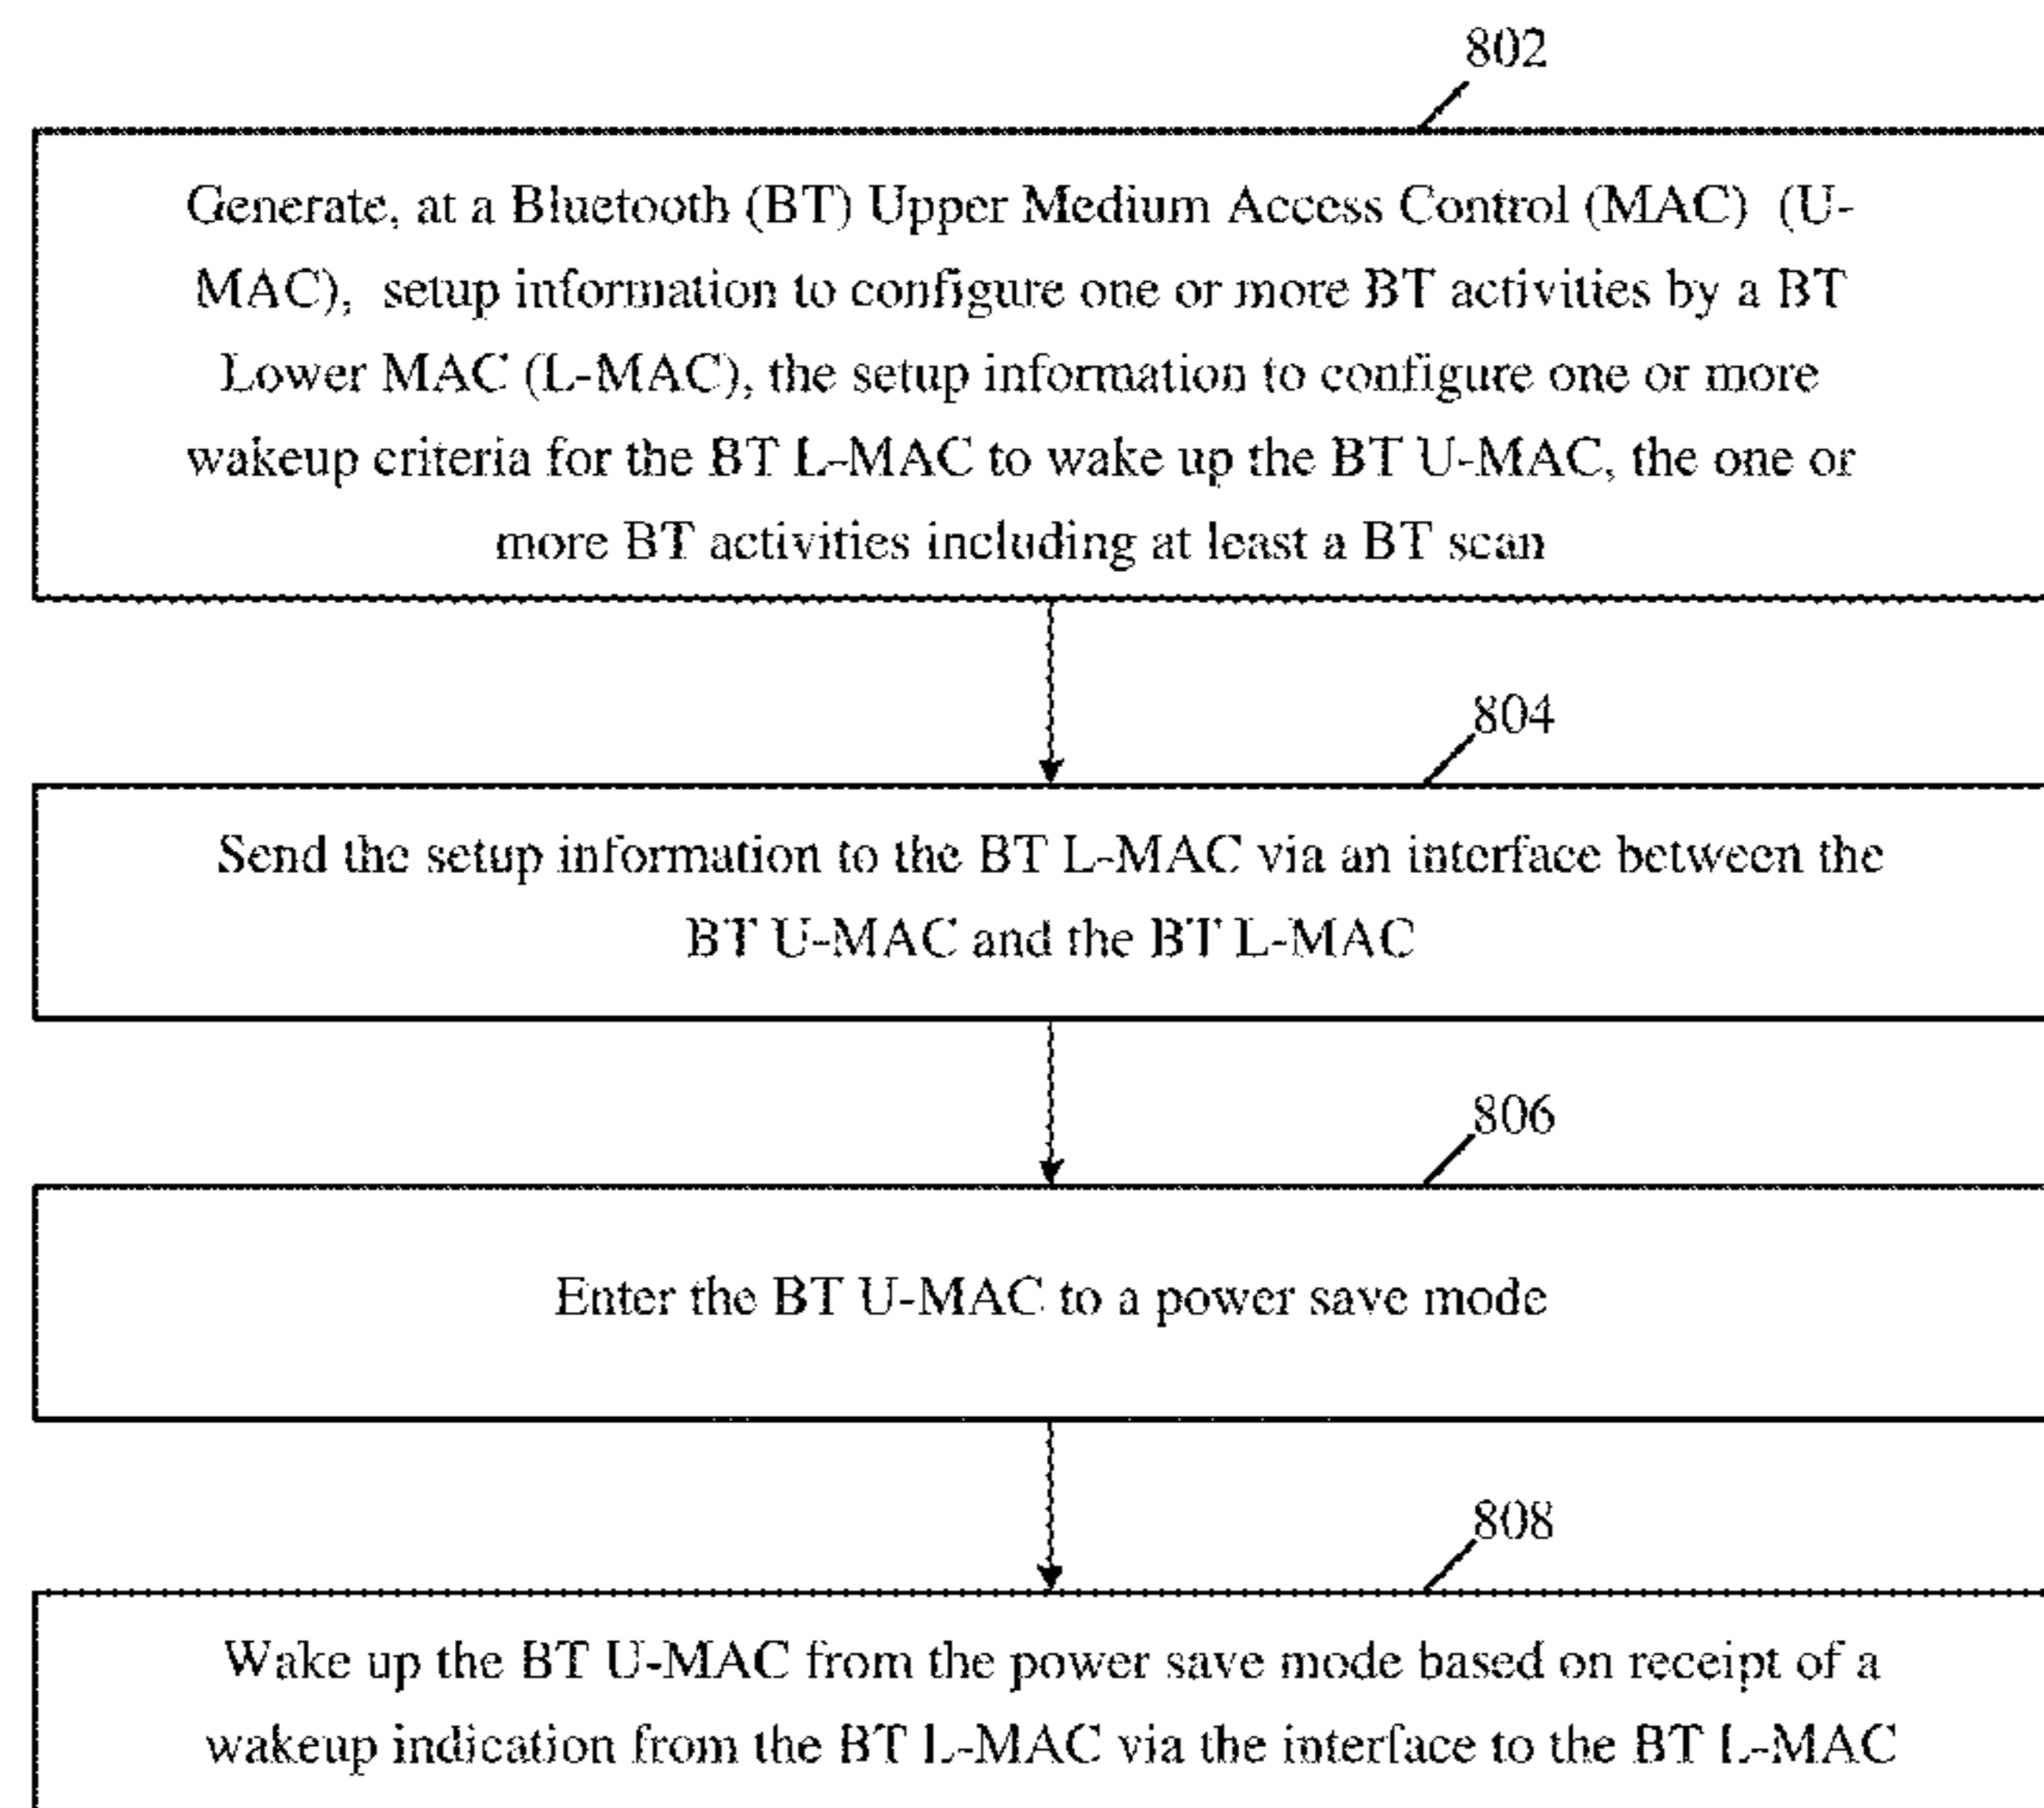 802
Generate, at a Bluetooth (BT) Upper Medium Access Control (MAC) (U-
MAC), setup information to configure one or more BT activities by a BT
Lower MAC (L-MAC), the setup information to configure one or more
wakeup criteria for the BT L-MAC to wake up the BT U-MAC, the one or
more BT activities including at least a BT scan
804
Send the setup information to the BT L-MAC via an interface between the
BT U-MAC and the BT L-MAC
806
Enter the BT U-MAC to a power save mode
808
Wake up the BT U-MAC from the power save mode based on receipt of a
wakeup indication from the BT L-MAC via the interface to the BT L-MAC